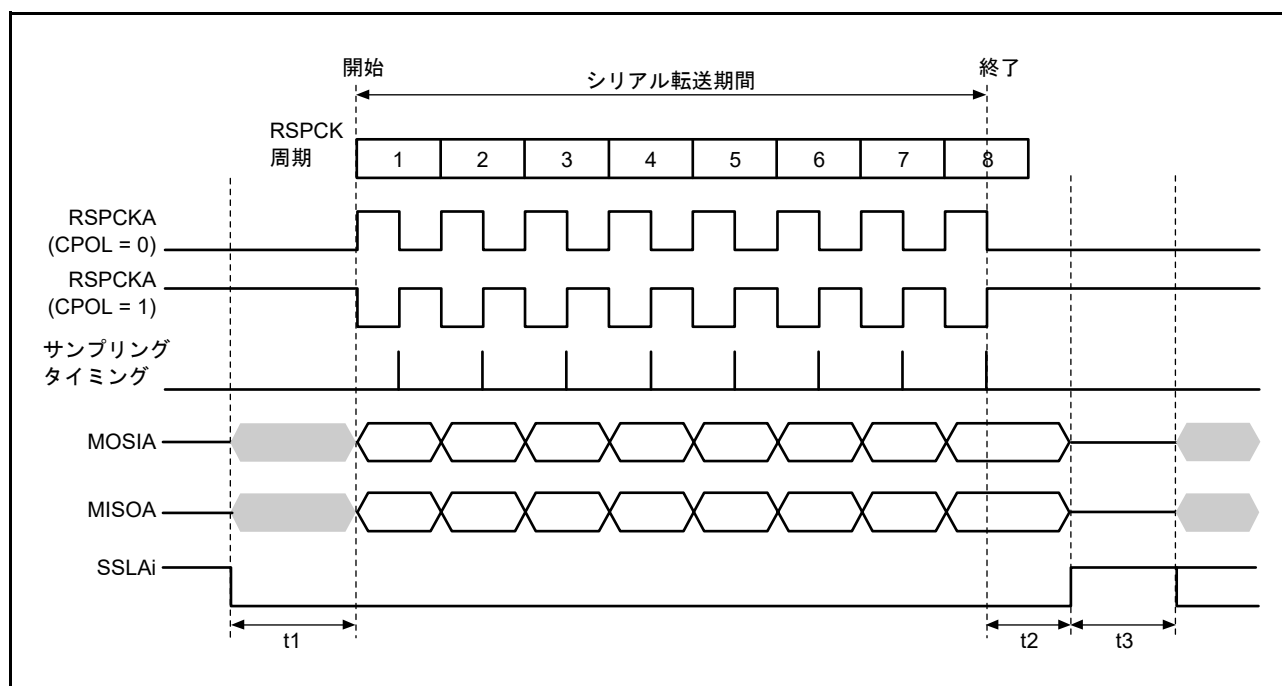 開始
終了
シリアル転送期間
RSPCK
周期
1 2 3 4 5 6 7 8
RSPCKA
(CPOL = 0)
RSPCKA
(CPOL = 1)
サンプリング
タイミング
MOSIA
MISOA
SSLAi
t1 t2 t3